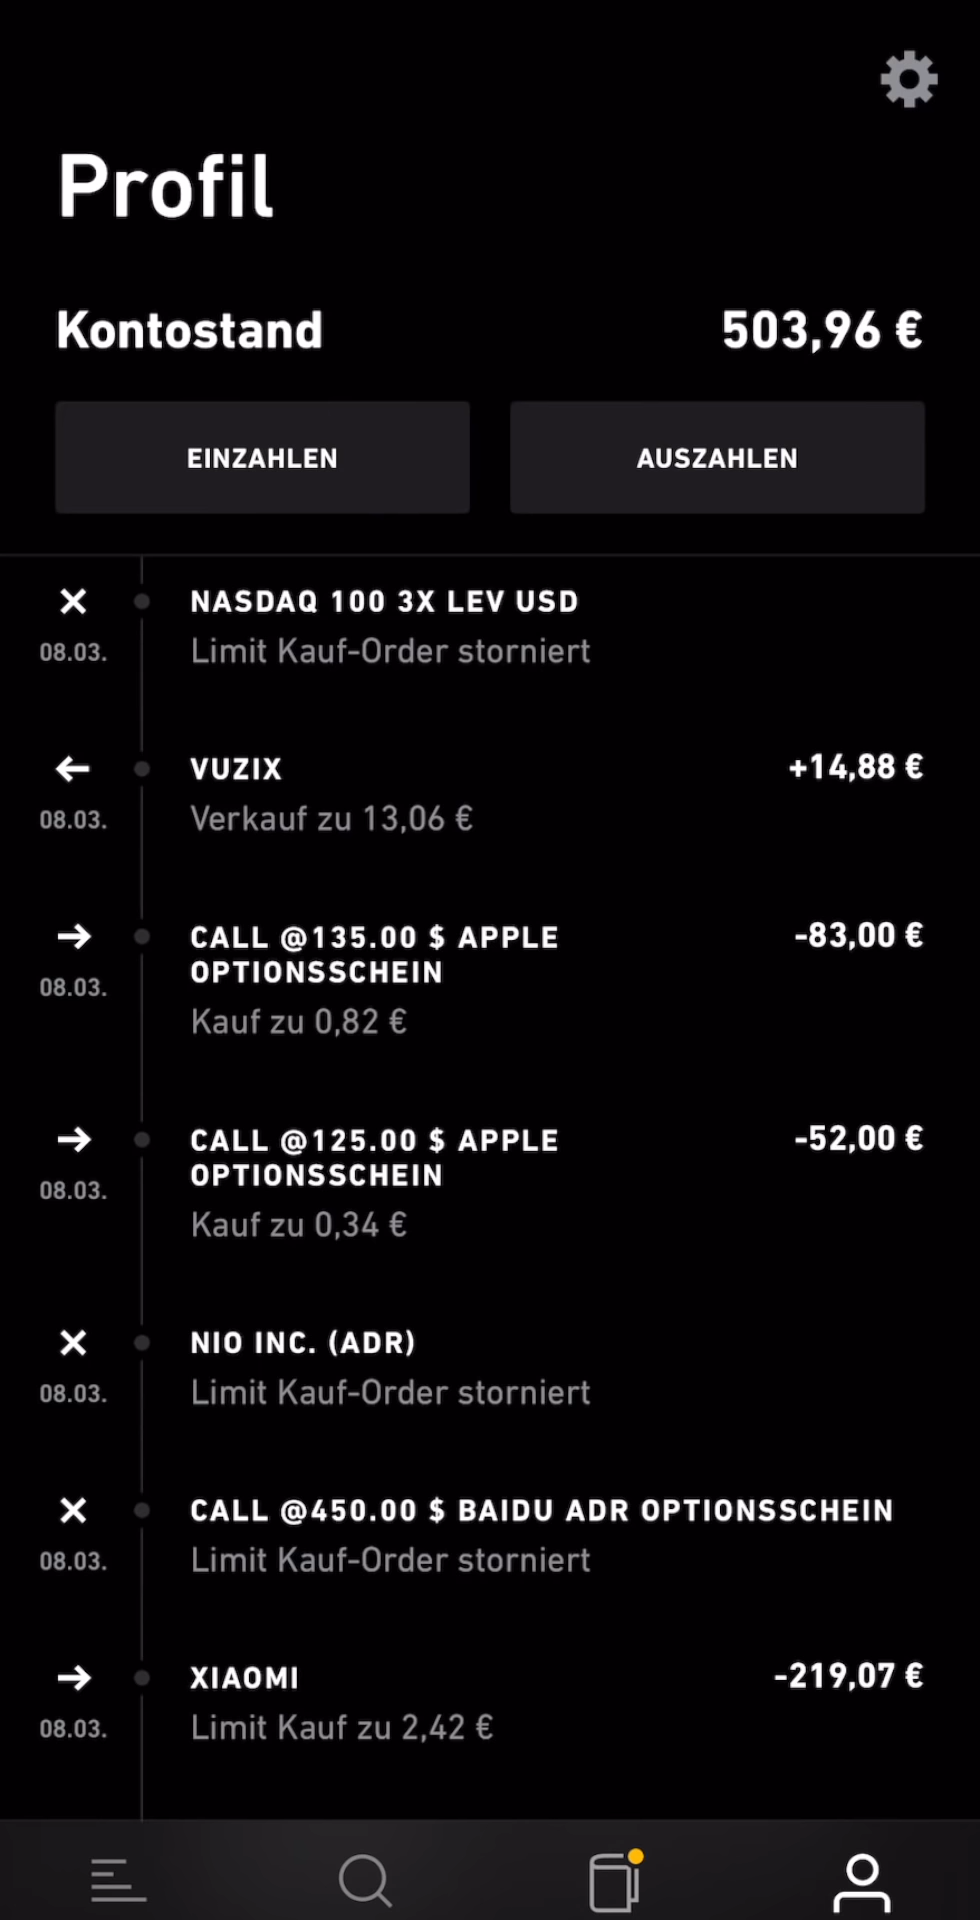 Profil
Kontostand 503,96 €
EINZAHLEN AUSZAHLEN
NASDAQ 100 3X LEV USD
08.03. Limit Kauf-Order storniert
VUZIX +14,88 €
08.03. Verkauf zu 13,06 €
CALL @135.00 $ APPLE -83,00 €
OPTIONSSCHEIN
08.03.
Kauf zu 0,82 €
CALL @125.00 $ APPLE -52,00 €
OPTIONSSCHEIN
08.03.
Kauf zu 0,34 €
NIO INC. (ADR)
08.03. Limit Kauf-Order storniert
CALL @450.00 $ BAIDU ADR OPTIONSSCHEIN
08.03. Limit Kauf-Order storniert
XIAOMI -219,07 €
08.03. Limit Kauf zu 2,42 €